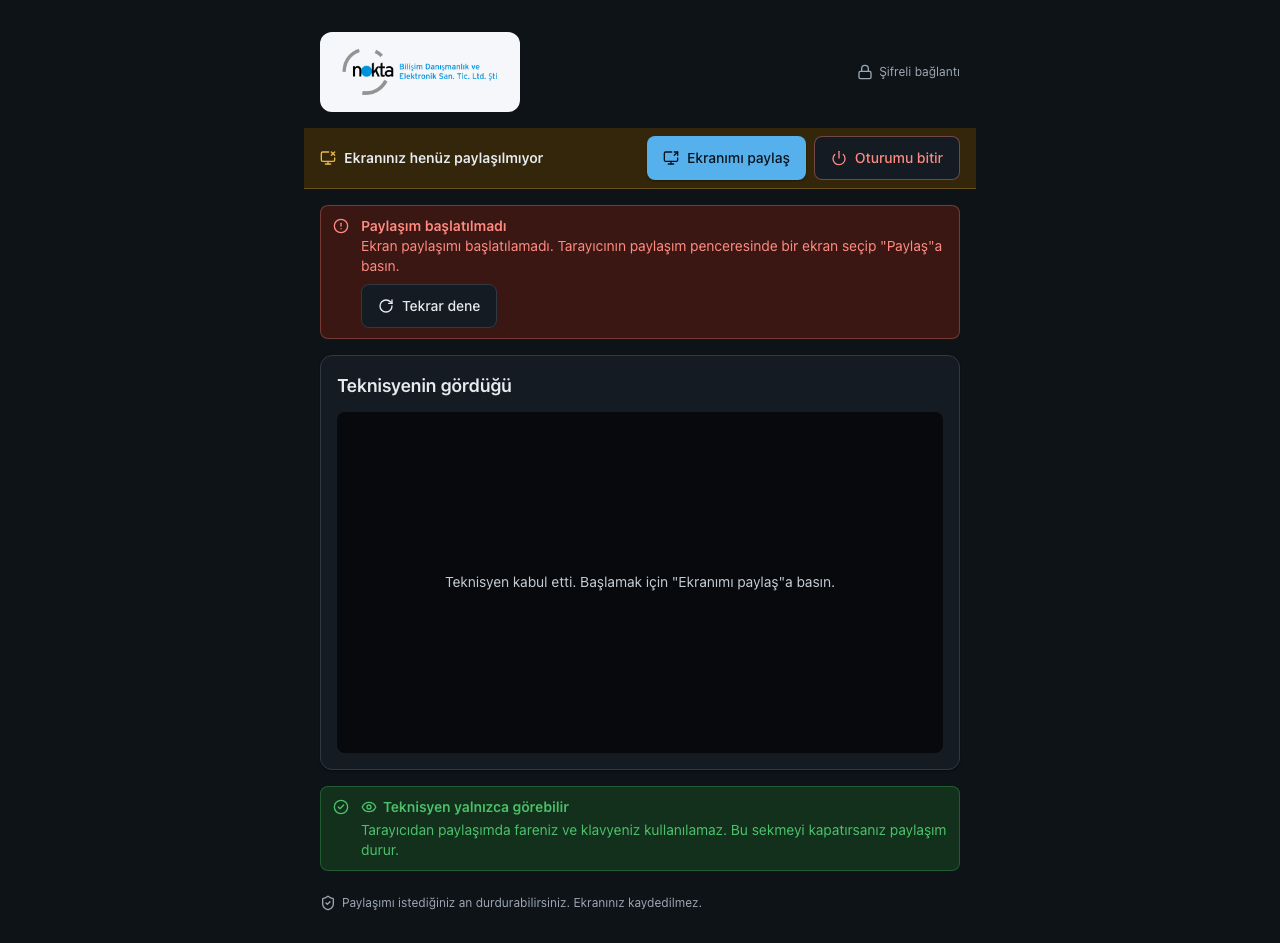 nokta
Bilişim Danışmanlık ve
Elektronik San. Tic. Ltd. Şti
Şifreli bağlantı
Ekranınız henüz paylaşılmıyor
Ekranımı paylaş
Oturumu bitir
Paylaşım başlatılmadı
Ekran paylaşımı başlatılamadı. Tarayıcının paylaşım penceresinde bir ekran seçip "Paylaş"a
basın.
Tekrar dene
Teknisyenin gördüğü
Teknisyen kabul etti. Başlamak için "Ekranımı paylaş"a basın.
Teknisyen yalnızca görebilir
Tarayıcıdan paylaşımda fareniz ve klavyeniz kullanılamaz. Bu sekmeyi kapatırsanız paylaşım
durur.
Paylaşımı istediğiniz an durdurabilirsiniz. Ekranınız kaydedilmez.